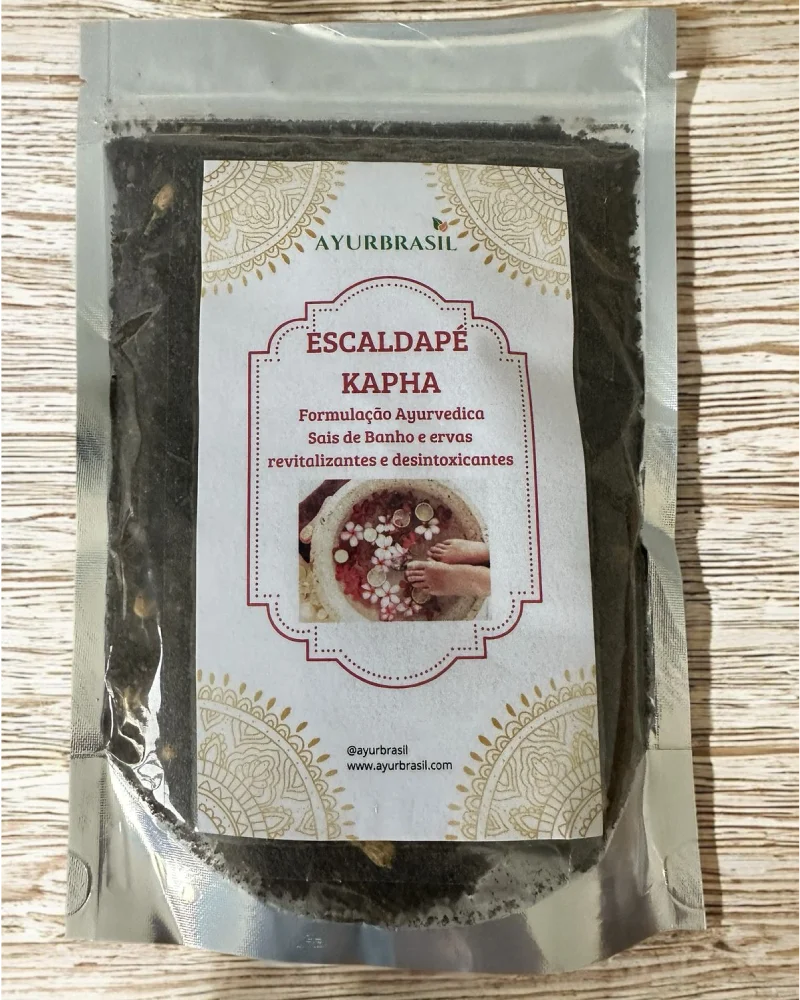 AYURBRASIL
ESCALDAPÉ
KAPHA
Formulação Ayurvedica
Sais de Banho e ervas
revitalizantes e desintoxicantes
@ayurbrasil
www.ayurbrasil.com